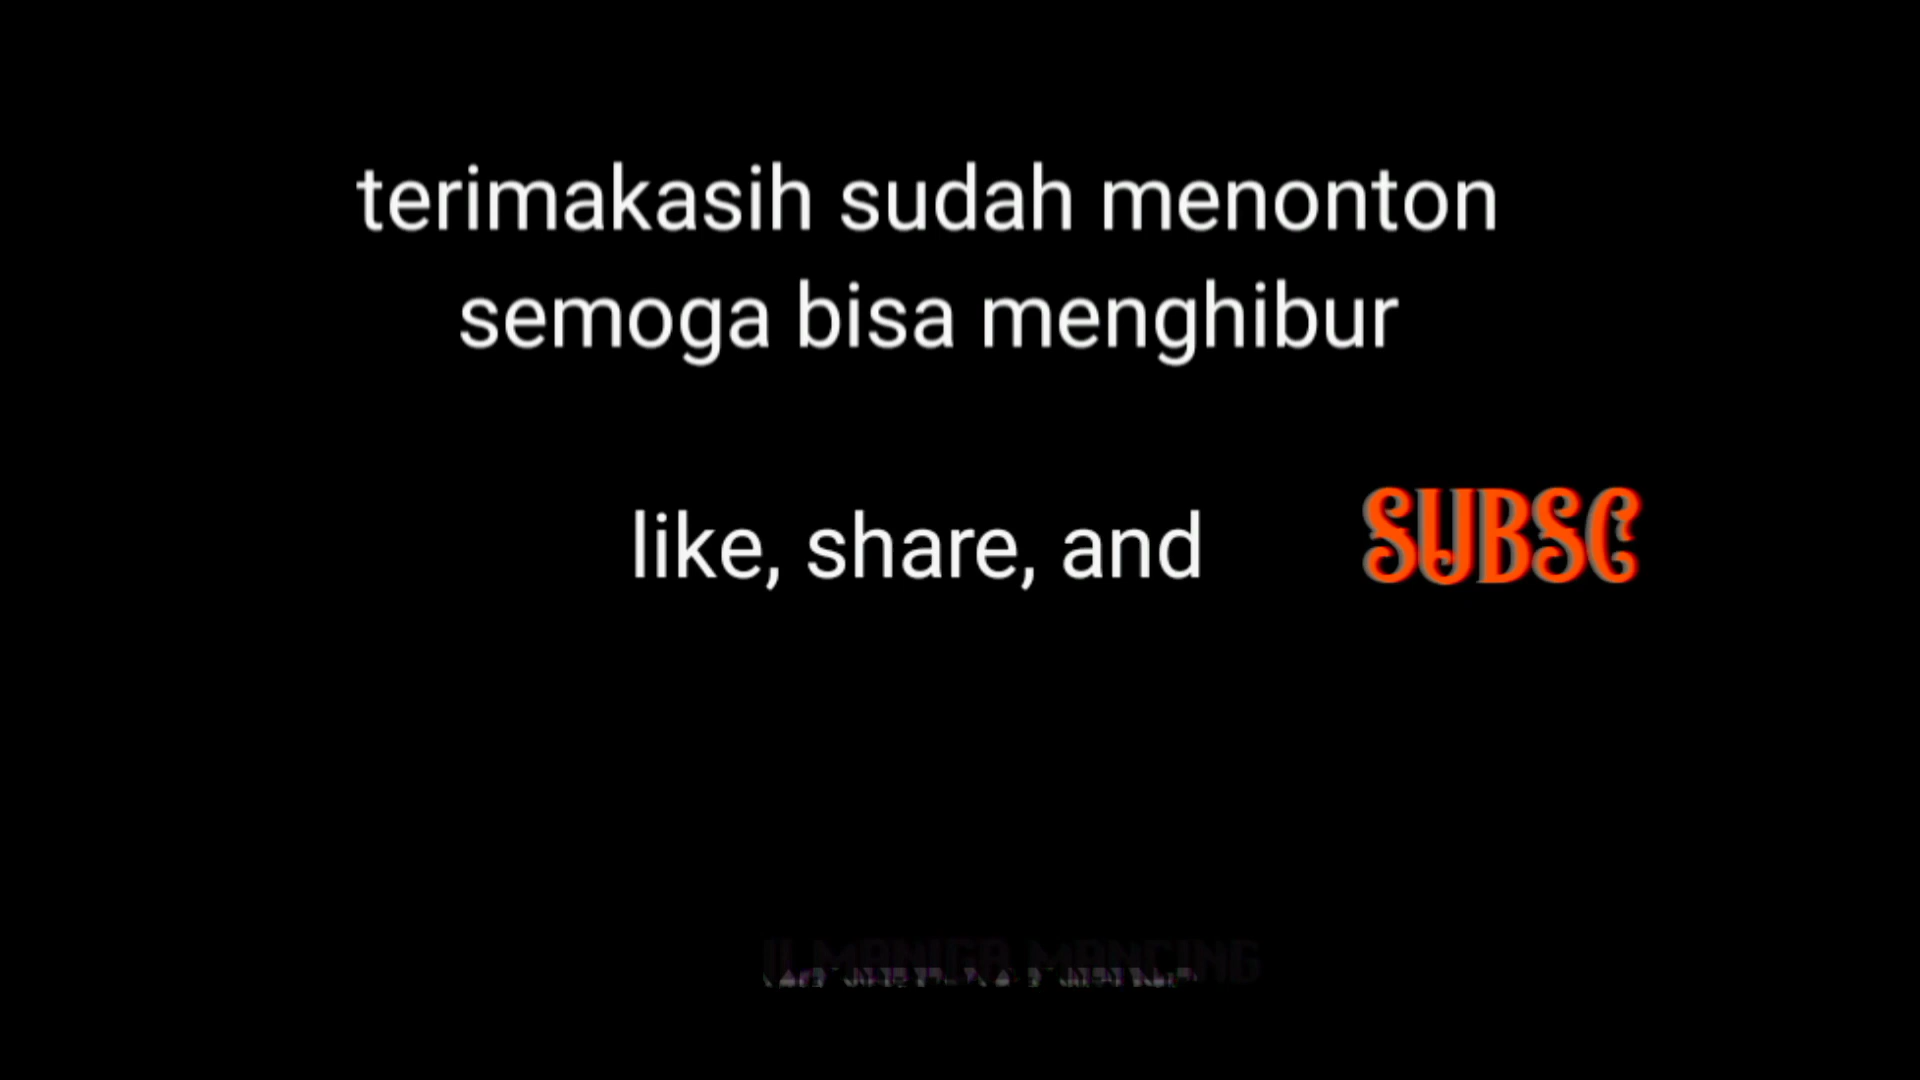 terimakasih sudah menonton
semoga bisa menghibur
like, share, and SUBSC